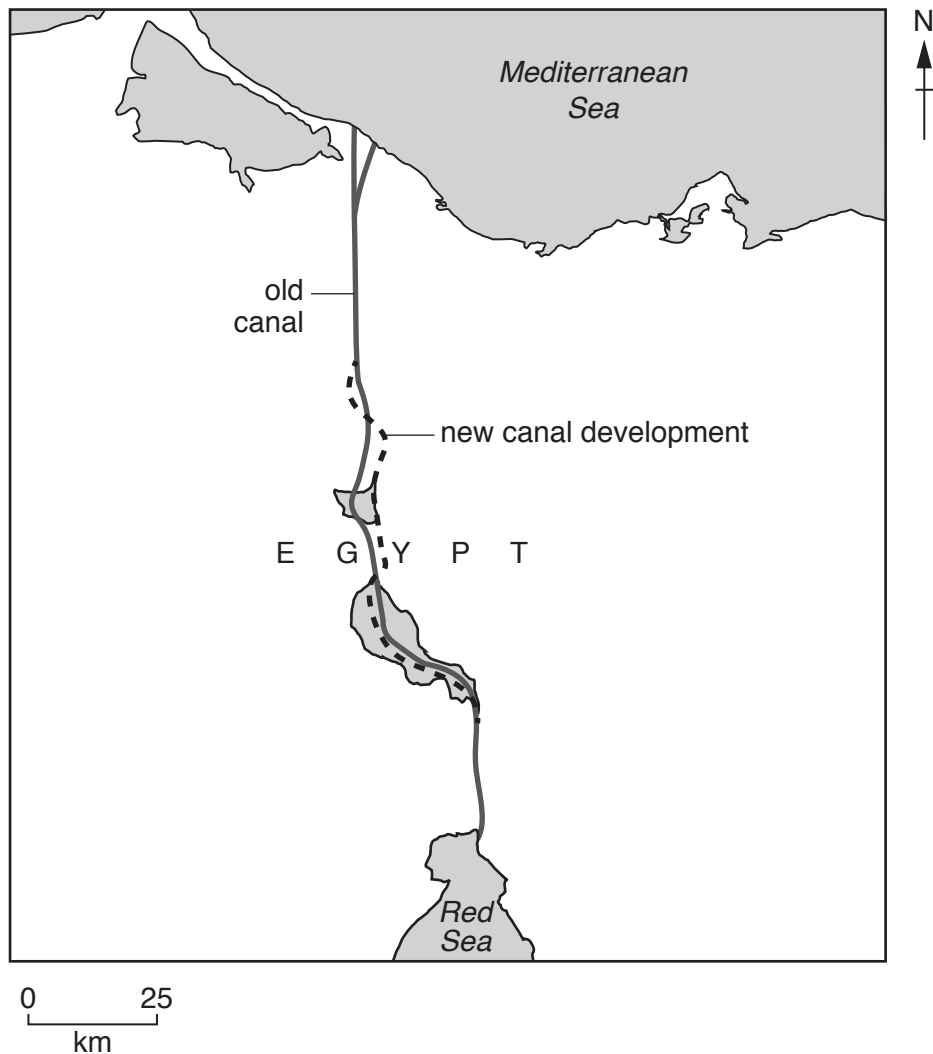 N
Mediterranean
Sea
old
canal
new canal development
E G Y P T
Red
Sea
0 25
km